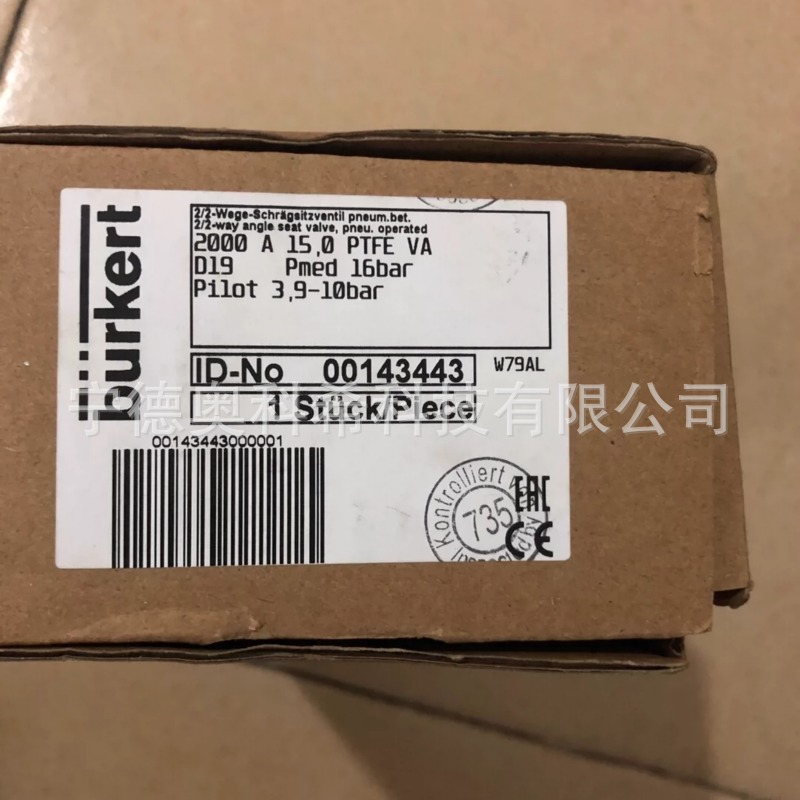 bürkert
2/2-Wege-Schrägsitzventil pneum.bet.
2/2-way angle seat valve, pneu. operated
2000 A 15,0 PTFE VA
D19 Pmed 16bar
Pilot 3,9-10bar
ID-No 00143443
W79AL
1 Stück/Piece
宁德奥科希科技有限公司
00143443000001
Kontrolliert
735
EAC
CE